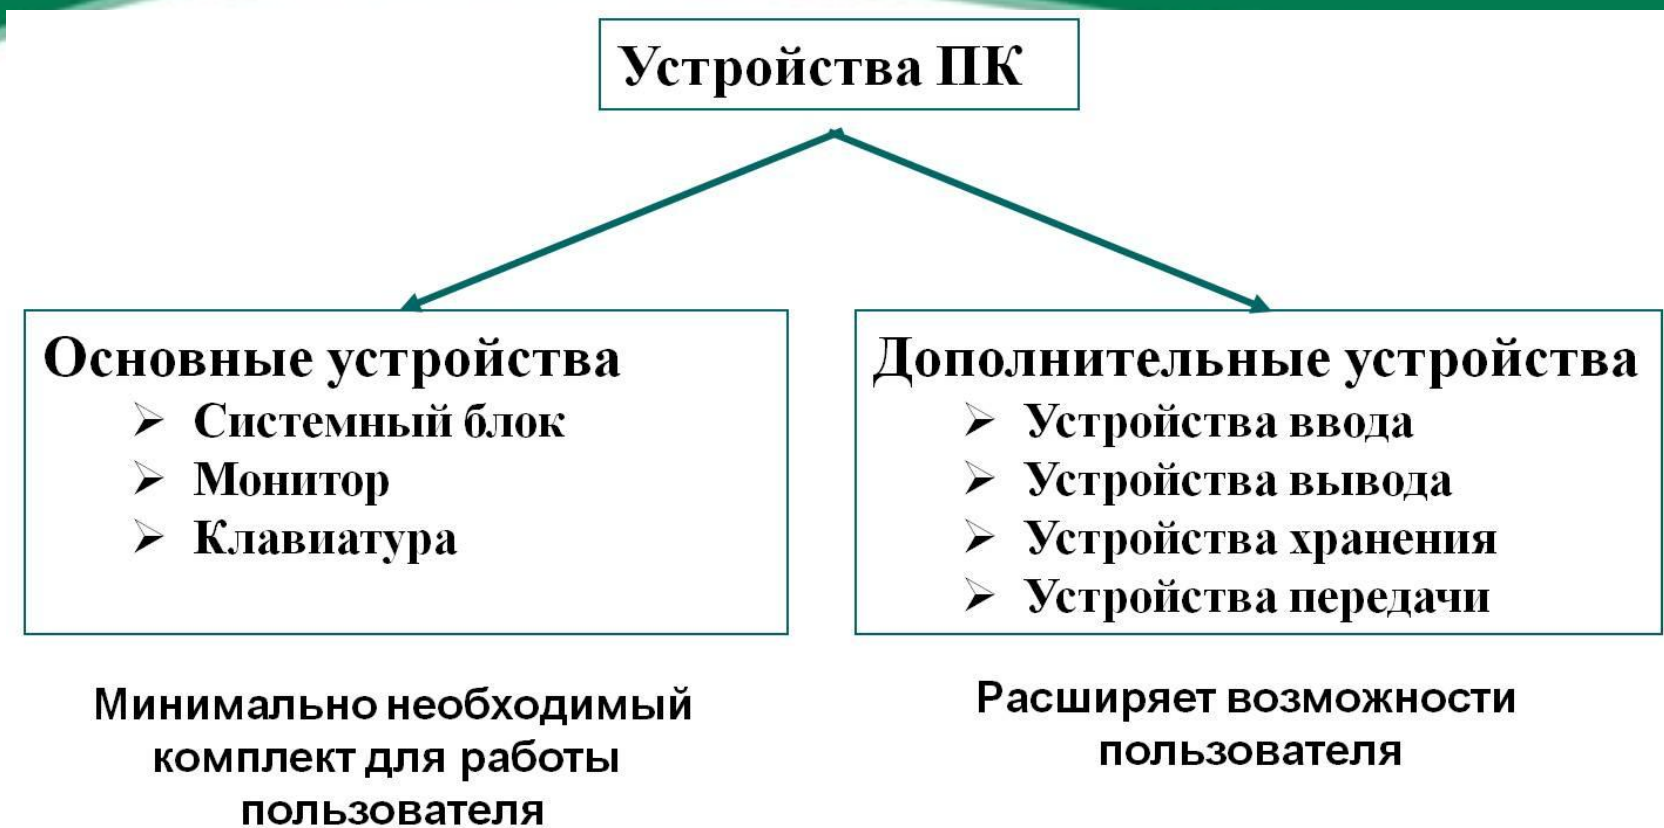 Устройства ПК
Основные устройства
Системный блок
Монитор
Клавиатура
Минимально необходимый
комплект для работы
пользователя
Дополнительные устройства
Устройства ввода
Устройства вывода
Устройства хранения
Устройства передачи
Расширяет возможности
пользователя